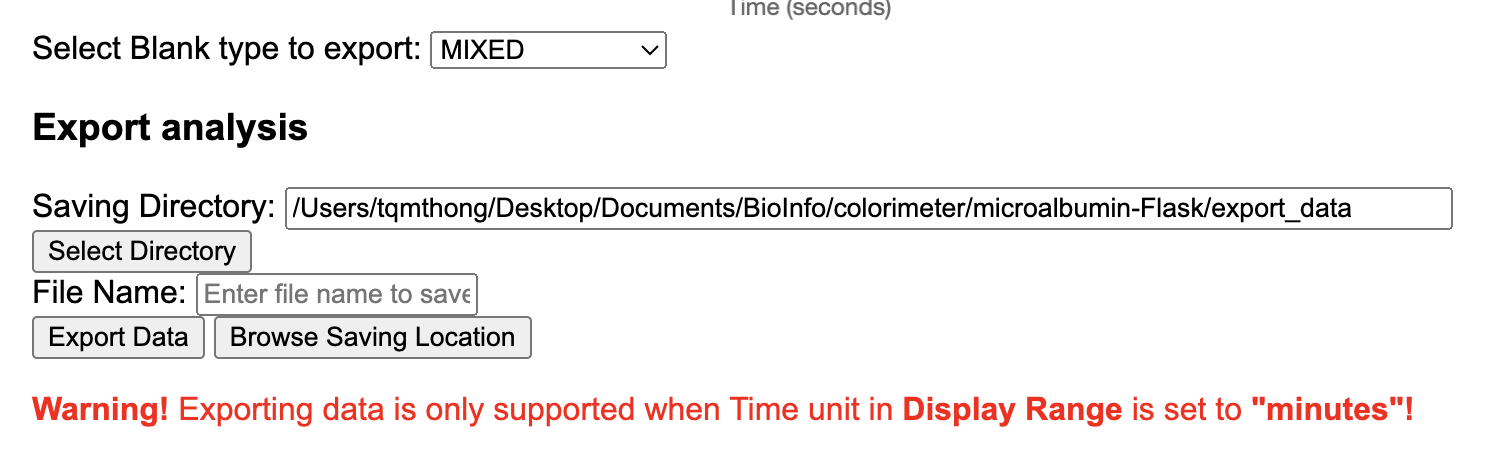 Time (seconds)
Select Blank type to export: MIXED
Export analysis
Saving Directory: /Users/tqmthong/Desktop/Documents/BioInfo/colorimeter/microalbumin-Flask/export_data
Select Directory
File Name: Enter file name to save
Export Data Browse Saving Location
Warning! Exporting data is only supported when Time unit in Display Range is set to "minutes"!